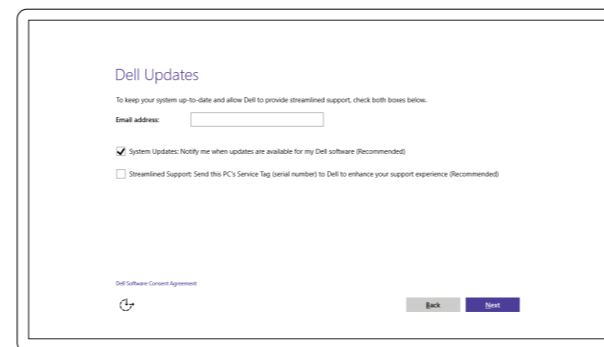 Dell Updates
To keep your system up-to-date and allow Dell to provide streamlined support, check both boxes below.
Email address:
System Updates: Notify me when updates are available for my Dell software (Recommended)
Streamlined Support: Send this PC's Service Tag (serial number) to Dell to enhance your support experience (Recommended)
Dell Software Consent Agreement
Back Next